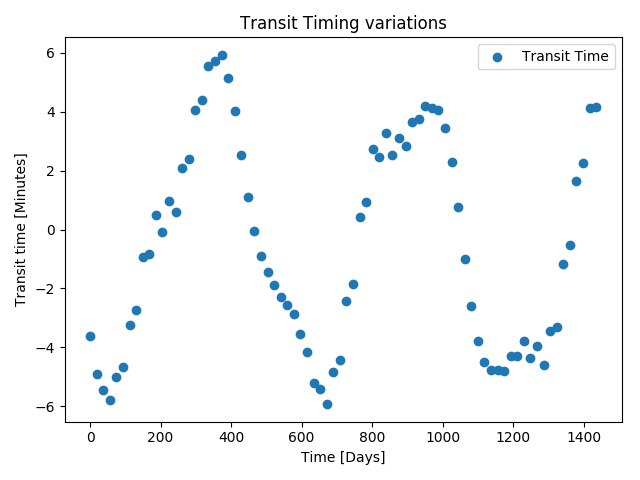 Transit Timing variations
Transit Time
Transit time [Minutes]
6
4
2
0
−2
−4
−6
0 200 400 600 800 1000 1200 1400
Time [Days]